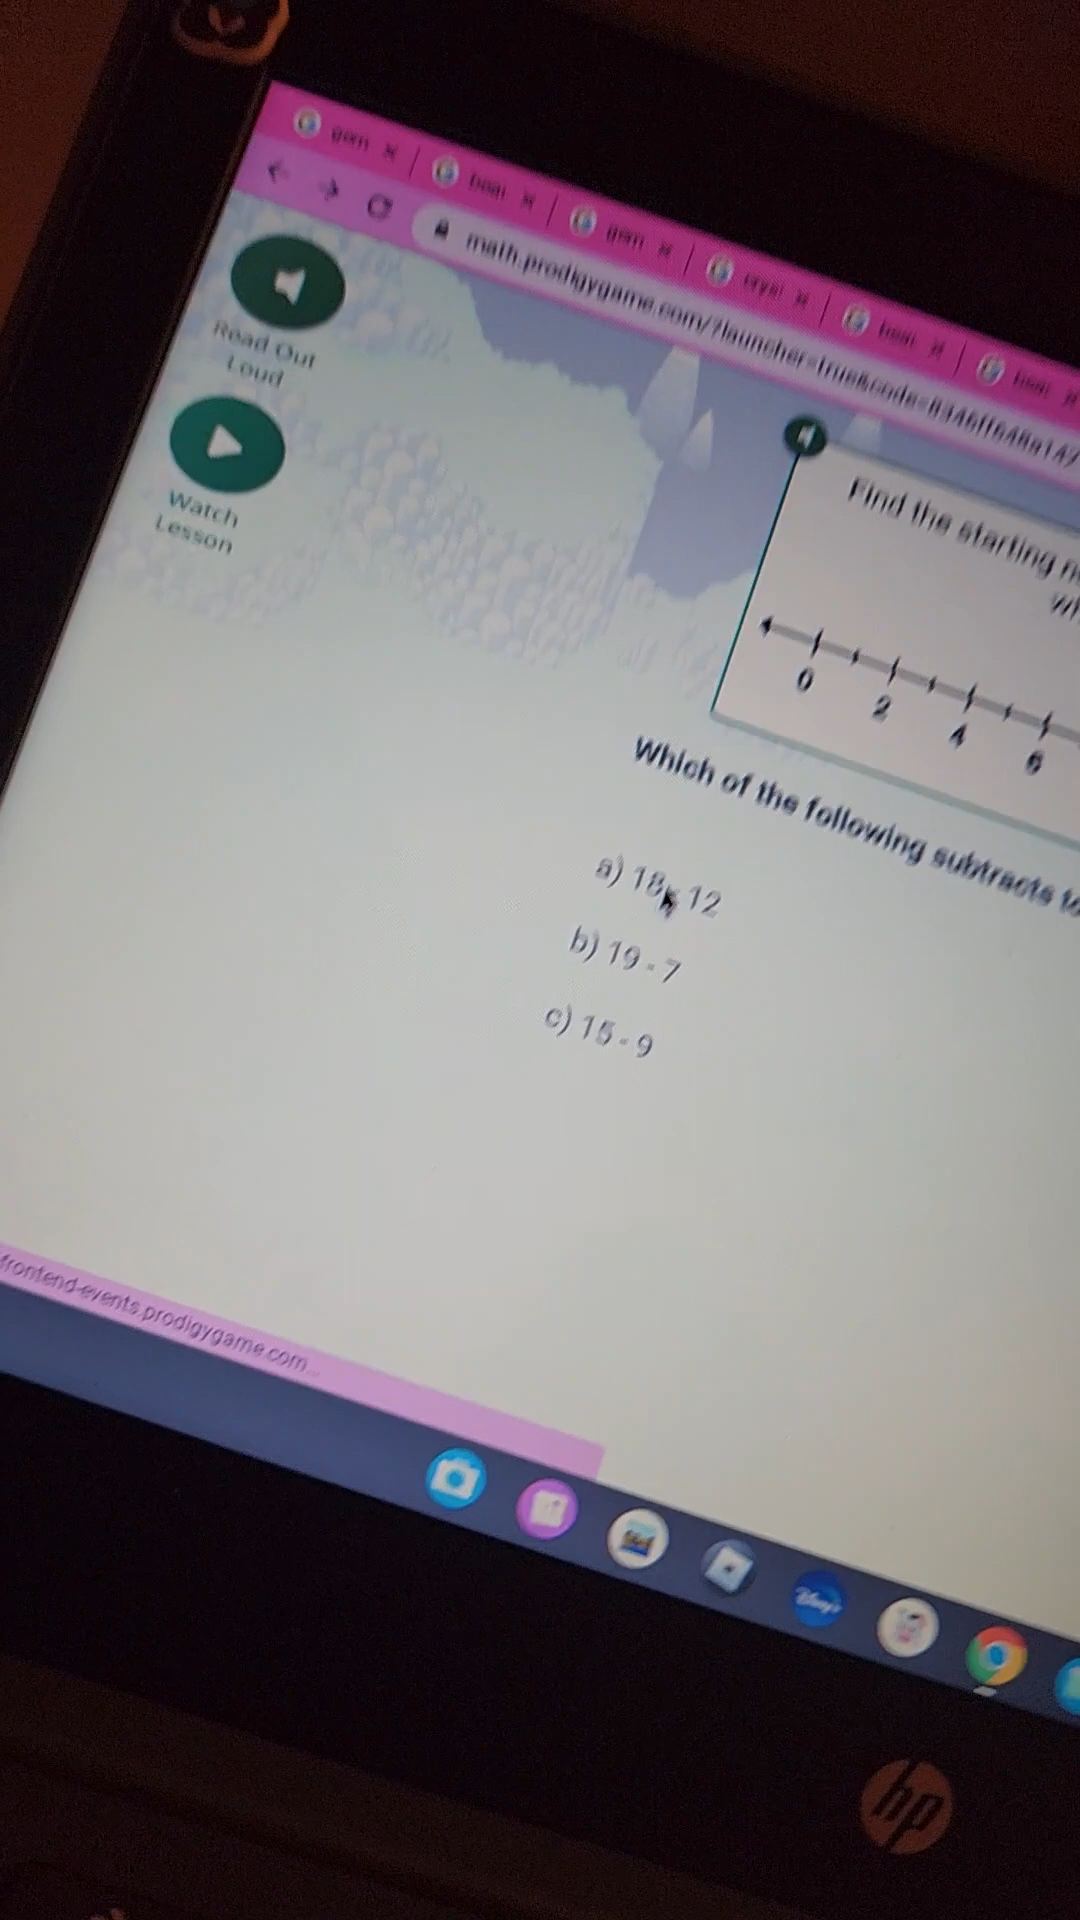 math.prodigygame.com/?launcher=true&code=
Read Out
Loud
Watch
Lesson
Find the starting
0 2 4 6
Which of the following subtracts
a) 18 - 12
b) 19 - 7
c) 15 - 9
frontend-events.prodigygame.com...
Disney+
hp